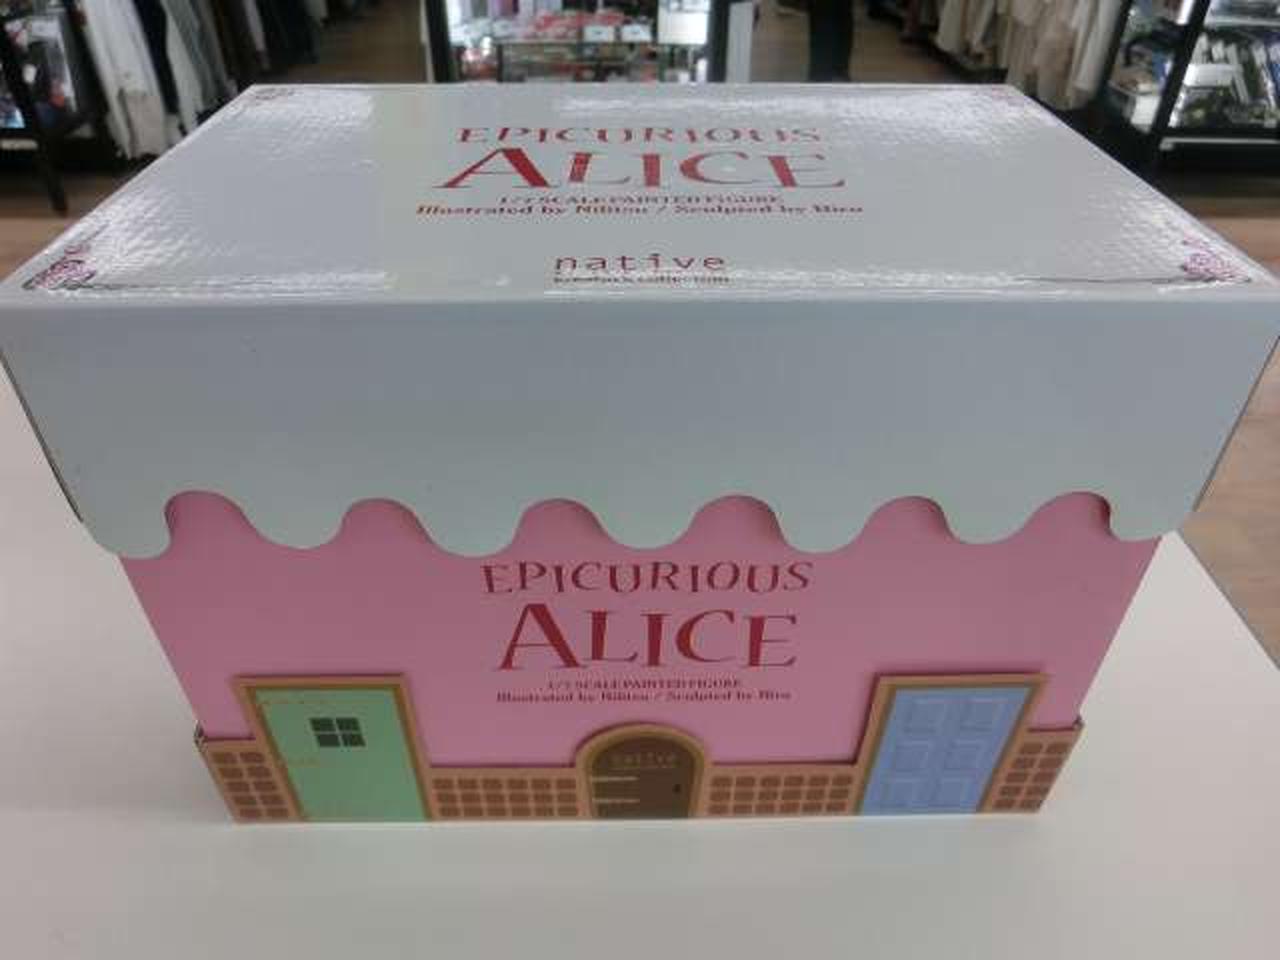 EPICURIOUS
ALICE
1/7 SCALE PAINTED FIGURE
Illustrated by Nilitsu / Sculpted by Hiro
native
EPICURIOUS
ALICE
1/7 SCALE PAINTED FIGURE
Illustrated by Nilitsu / Sculpted by Hiro
native